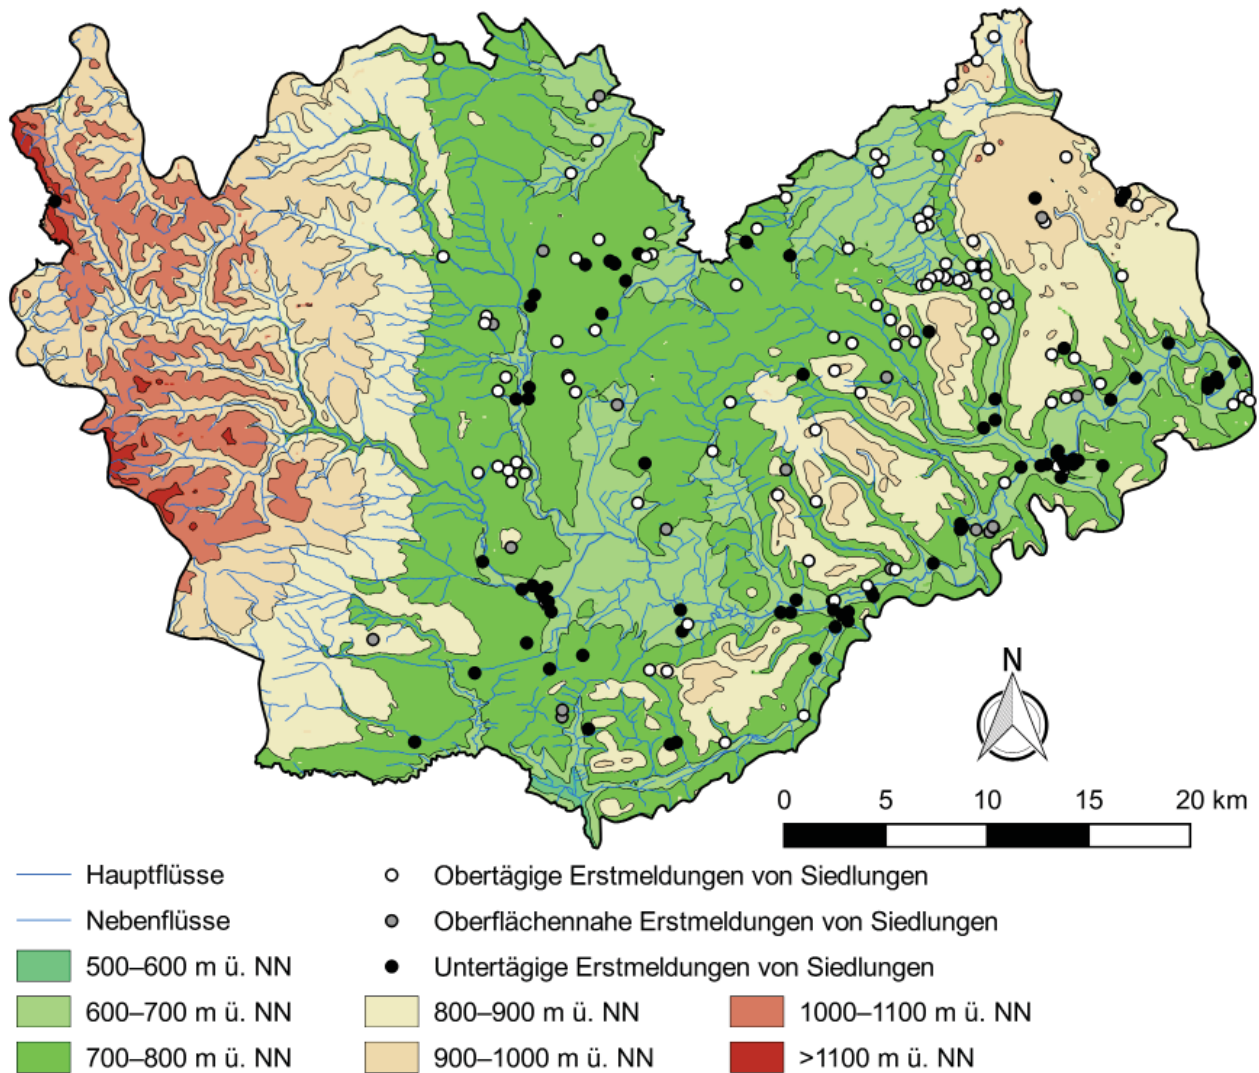 N
0 5 10 15 20 km
Hauptflüsse
Obertägige Erstmeldungen von Siedlungen
Nebenflüsse
Oberflächennahe Erstmeldungen von Siedlungen
500–600 m ü. NN
Untertägige Erstmeldungen von Siedlungen
600–700 m ü. NN
800–900 m ü. NN
1000–1100 m ü. NN
700–800 m ü. NN
900–1000 m ü. NN
>1100 m ü. NN